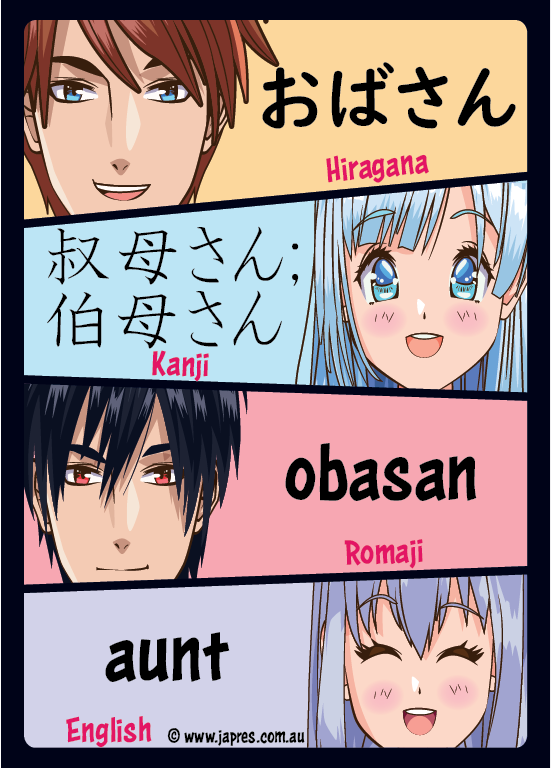 おばさん
Hiragana
叔母さん;
伯母さん
Kanji
obasan
Romaji
aunt
English © www.japres.com.au